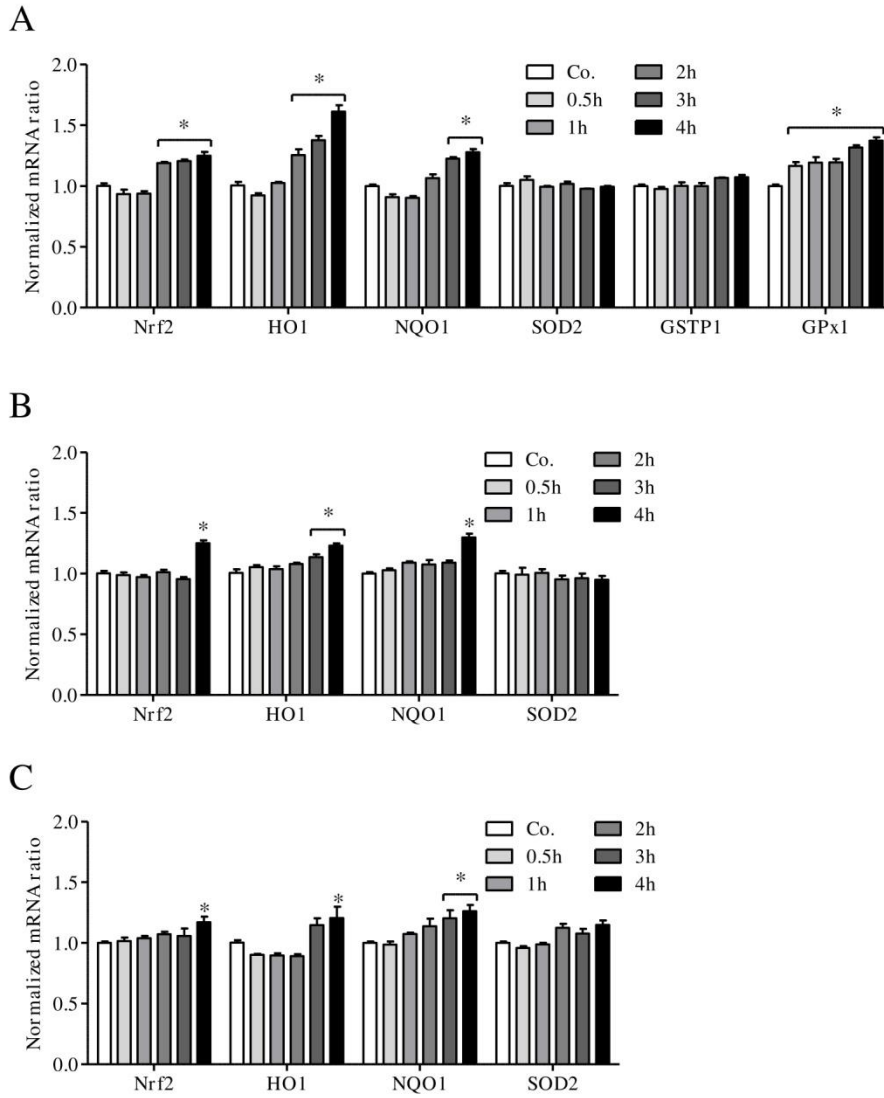 A
Normalized mRNA ratio
2.0
1.5
1.0
0.5
0.0
Co.
0.5h
1h
2h
3h
4h
*
*
*
*
Nrf2 HO1 NQO1 SOD2 GSTP1 GPx1
B
Normalized mRNA ratio
2.0
1.5
1.0
0.5
0.0
Co.
0.5h
1h
2h
3h
4h
*
*
*
Nrf2 HO1 NQO1 SOD2
C
Normalized mRNA ratio
2.0
1.5
1.0
0.5
0.0
Co.
0.5h
1h
2h
3h
4h
*
*
*
Nrf2 HO1 NQO1 SOD2